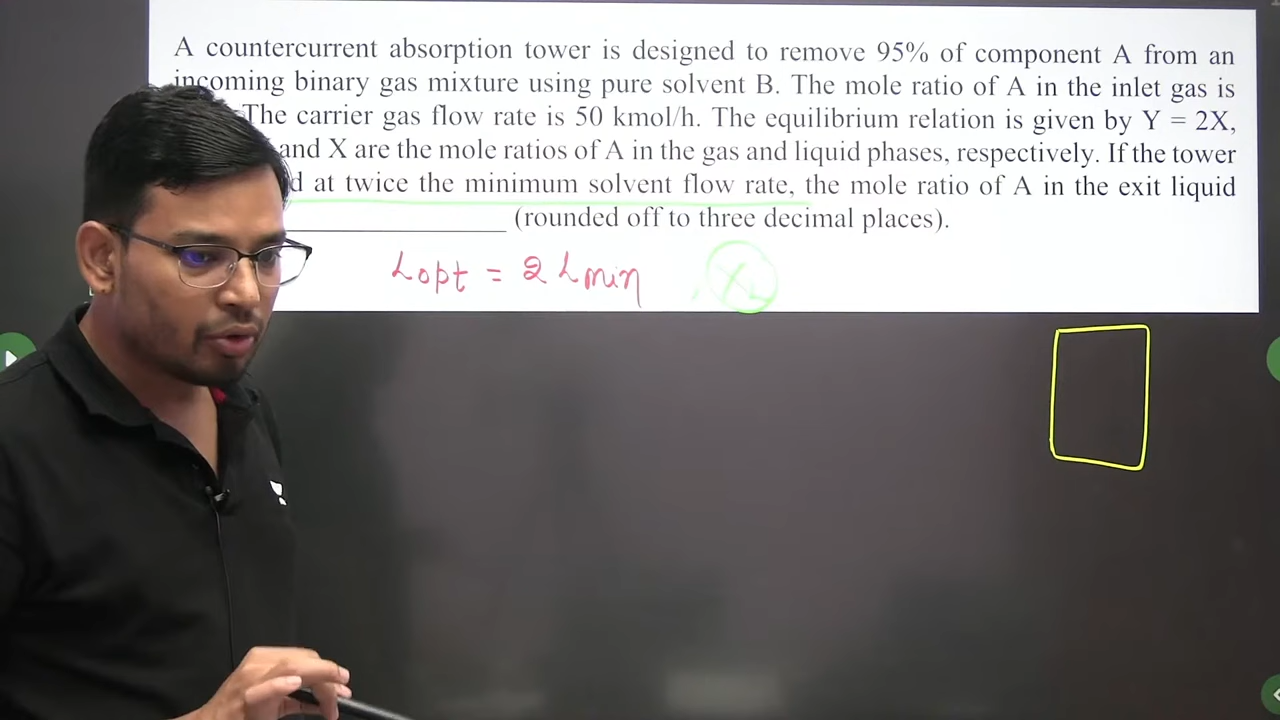 A countercurrent absorption tower is designed to remove 95% of component A from an
incoming binary gas mixture using pure solvent B. The mole ratio of A in the inlet gas is
The carrier gas flow rate is 50 kmol/h. The equilibrium relation is given by Y = 2X,
and X are the mole ratios of A in the gas and liquid phases, respectively. If the tower
at twice the minimum solvent flow rate, the mole ratio of A in the exit liquid
(rounded off to three decimal places).
Lopt = 2 Lmin